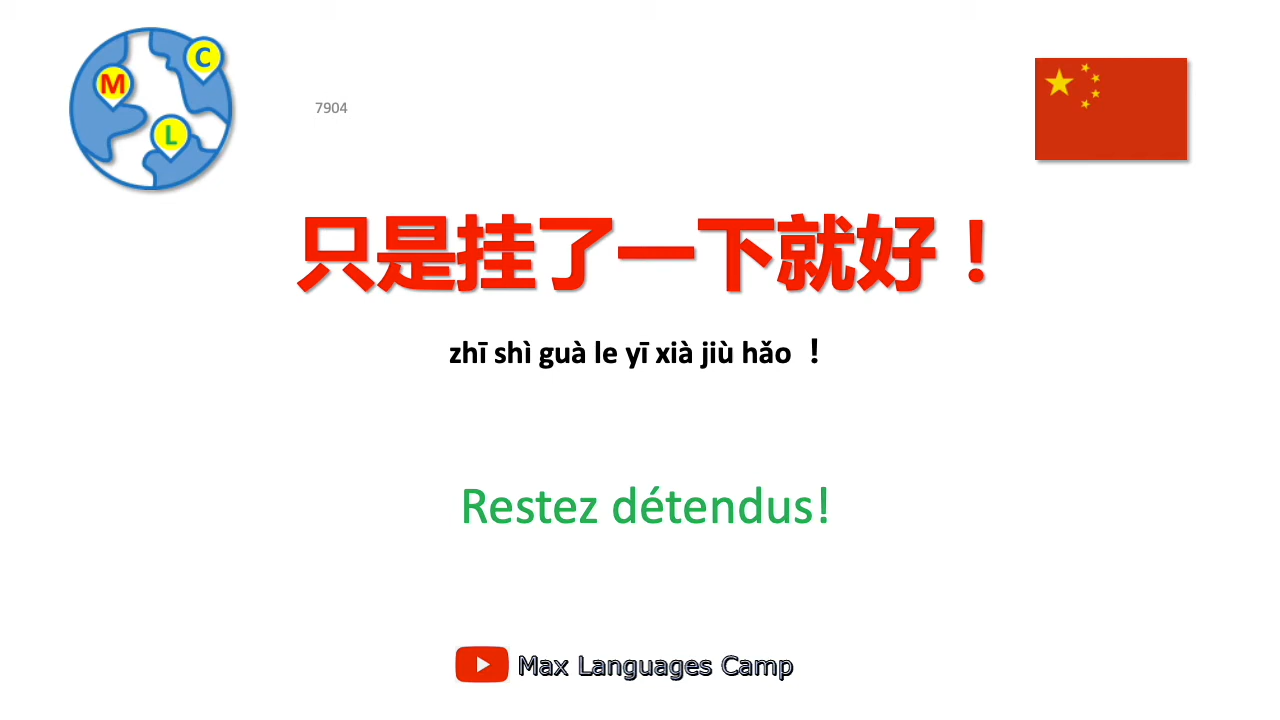 M
C
L
7904
只是挂了一下就好！
zhī shì guà le yī xià jiù hǎo ！
Restez détendus!
Max Languages Camp